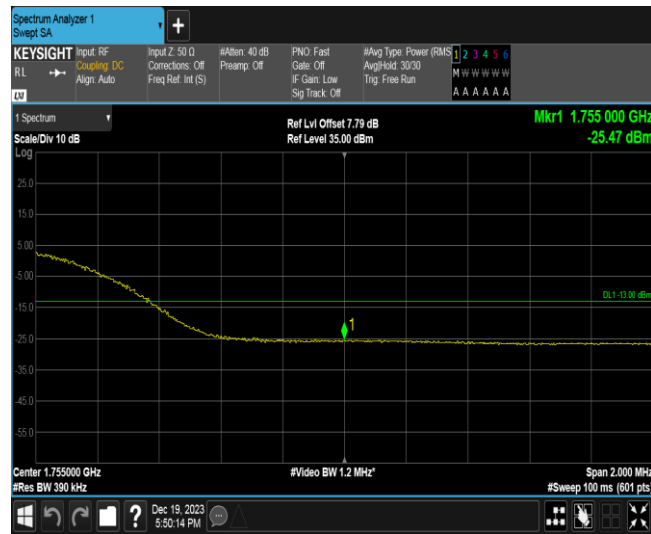 Spectrum Analyzer 1
Swept SA
+
KEYSIGHT
RL
LXI
Input: RF
Coupling: DC
Align: Auto
Input Z: 50 Ω
Corrections: Off
Freq Ref: Int (S)
#Atten: 40 dB
Preamp: Off
PNO: Fast
Gate: Off
IF Gain: Low
Sig Track: Off
#Avg Type: Power (RMS
Avg|Hold: 30/30
Trig: Free Run
1 2 3 4 5 6
M W W W W W
A A A A A A
1 Spectrum
Scale/Div 10 dB
Log
Ref Lvl Offset 7.79 dB
Ref Level 35.00 dBm
Mkr1 1.755 000 GHz
-25.47 dBm
25.0
15.0
5.00
-5.00
DL1 -13.00 dBm
-15.0
1
-25.0
-35.0
-45.0
-55.0
Center 1.755000 GHz
#Res BW 390 kHz
#Video BW 1.2 MHz*
Span 2.000 MHz
#Sweep 100 ms (601 pts)
?
Dec 19, 2023
5:50:14 PM